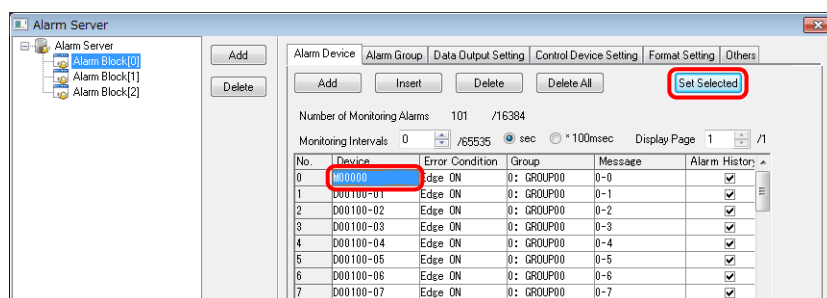 Alarm Server
Alarm Server
Alarm Block[0]
Alarm Block[1]
Alarm Block[2]
Add
Delete
Alarm Device Alarm Group Data Output Setting Control Device Setting Format Setting Others
Add Insert Delete Delete All Set Selected
Number of Monitoring Alarms 101 /16384
Monitoring Intervals 0 /65535 sec * 100msec Display Page 1 /1
No. Device Error Condition Group Message Alarm History
0 M00000 Edge ON 0: GROUP00 0-0
1 D00100-01 Edge ON 0: GROUP00 0-1
2 D00100-02 Edge ON 0: GROUP00 0-2
3 D00100-03 Edge ON 0: GROUP00 0-3
4 D00100-04 Edge ON 0: GROUP00 0-4
5 D00100-05 Edge ON 0: GROUP00 0-5
6 D00100-06 Edge ON 0: GROUP00 0-6
7 D00100-07 Edge ON 0: GROUP00 0-7